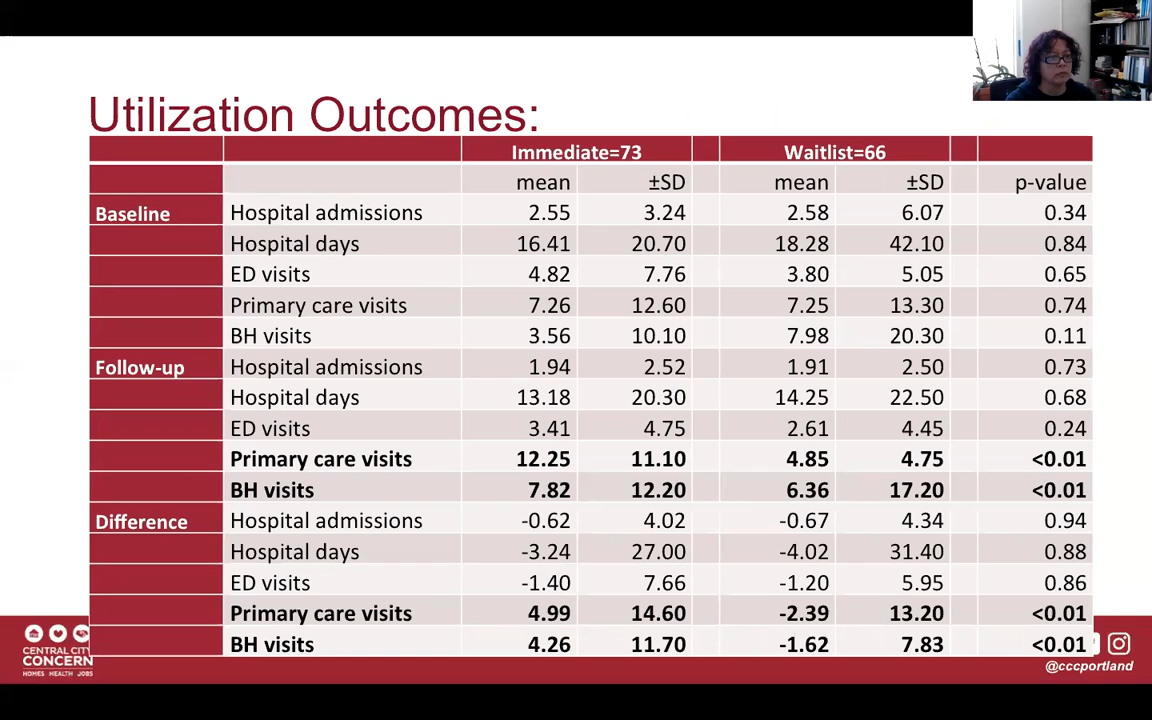 Utilization Outcomes:
Immediate=73 Waitlist=66
mean ±SD mean ±SD p-value
Baseline Hospital admissions 2.55 3.24 2.58 6.07 0.34
Hospital days 16.41 20.70 18.28 42.10 0.84
ED visits 4.82 7.76 3.80 5.05 0.65
Primary care visits 7.26 12.60 7.25 13.30 0.74
BH visits 3.56 10.10 7.98 20.30 0.11
Follow-up Hospital admissions 1.94 2.52 1.91 2.50 0.73
Hospital days 13.18 20.30 14.25 22.50 0.68
ED visits 3.41 4.75 2.61 4.45 0.24
Primary care visits 12.25 11.10 4.85 4.75 <0.01
BH visits 7.82 12.20 6.36 17.20 <0.01
Difference Hospital admissions -0.62 4.02 -0.67 4.34 0.94
Hospital days -3.24 27.00 -4.02 31.40 0.88
ED visits -1.40 7.66 -1.20 5.95 0.86
Primary care visits 4.99 14.60 -2.39 13.20 <0.01
BH visits 4.26 11.70 -1.62 7.83 <0.01
CENTRAL CITY
CONCERN
HOMES HEALTH JOBS
@cccportland